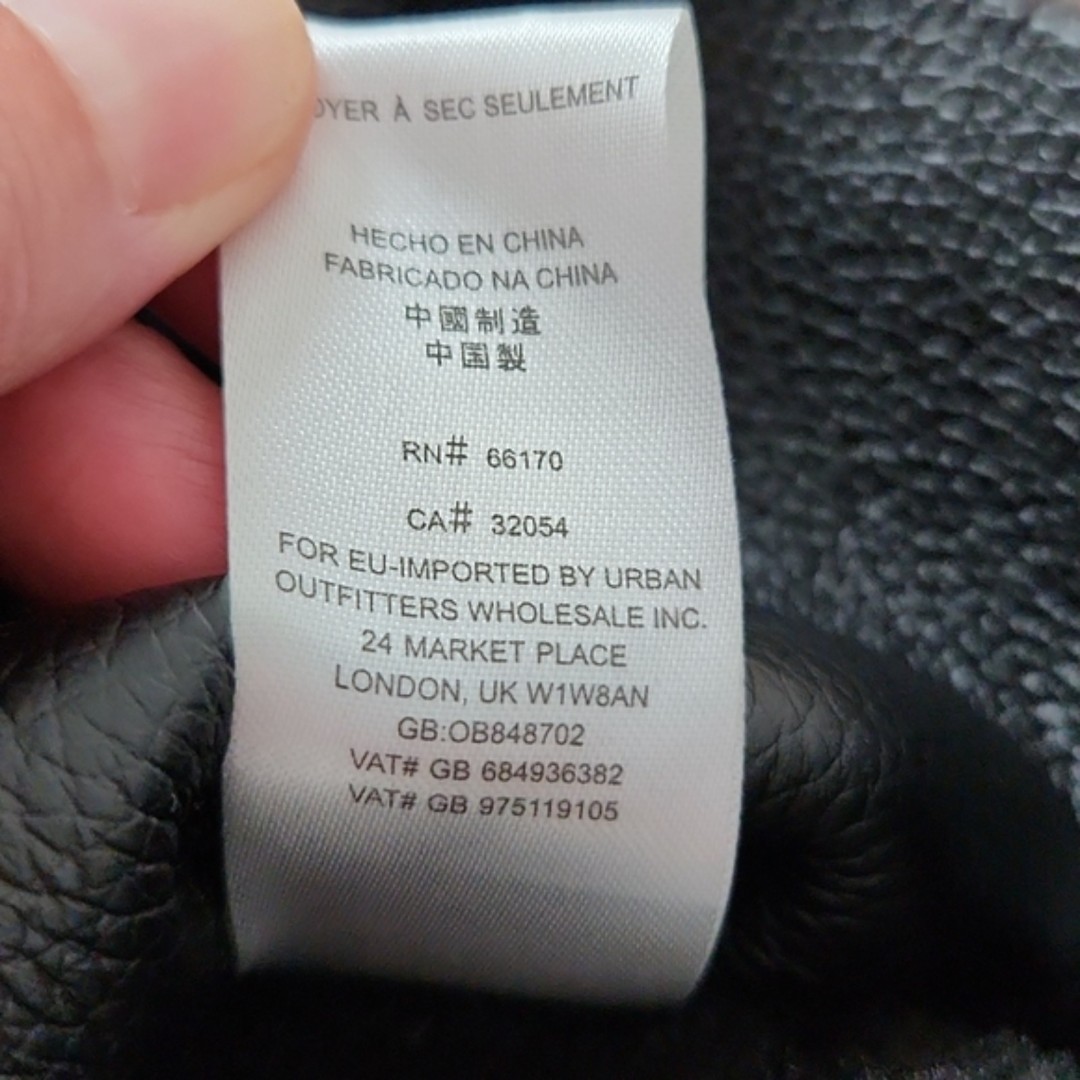 À SEC SEULEMENT
HECHO EN CHINA
FABRICADO NA CHINA
中國制造
中国製
RN# 66170
CA# 32054
FOR EU-IMPORTED BY URBAN
OUTFITTERS WHOLESALE INC.
24 MARKET PLACE
LONDON, UK W1W8AN
GB:OB848702
VAT# GB 684936382
VAT# GB 975119105